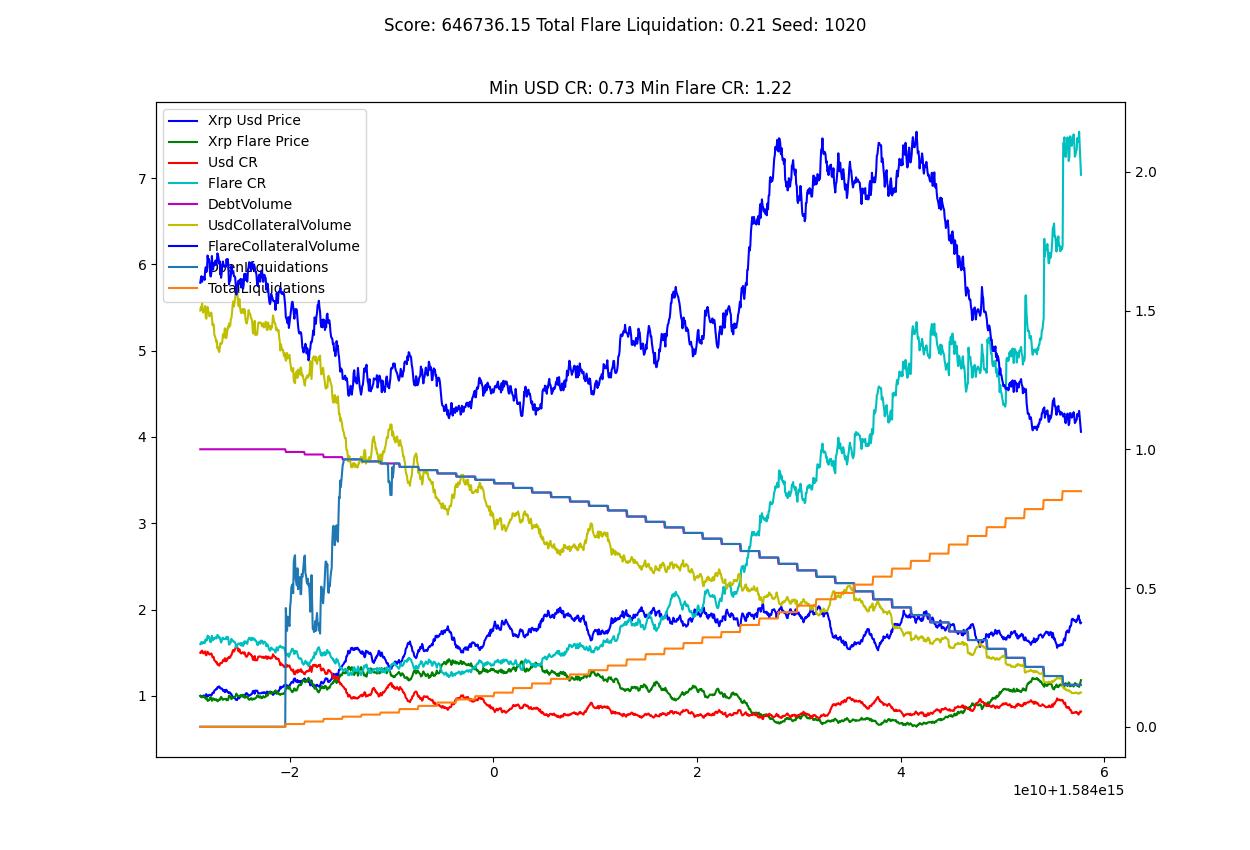 Score: 646736.15 Total Flare Liquidation: 0.21 Seed: 1020
Min USD CR: 0.73 Min Flare CR: 1.22
Xrp Usd Price
Xrp Flare Price
Usd CR
Flare CR
DebtVolume
UsdCollateralVolume
FlareCollateralVolume
OpenLiquidations
TotalLiquidations
7
6
5
4
3
2
1
2.0
1.5
1.0
0.5
0.0
−2
0
2
4
6
1e10+1.584e15